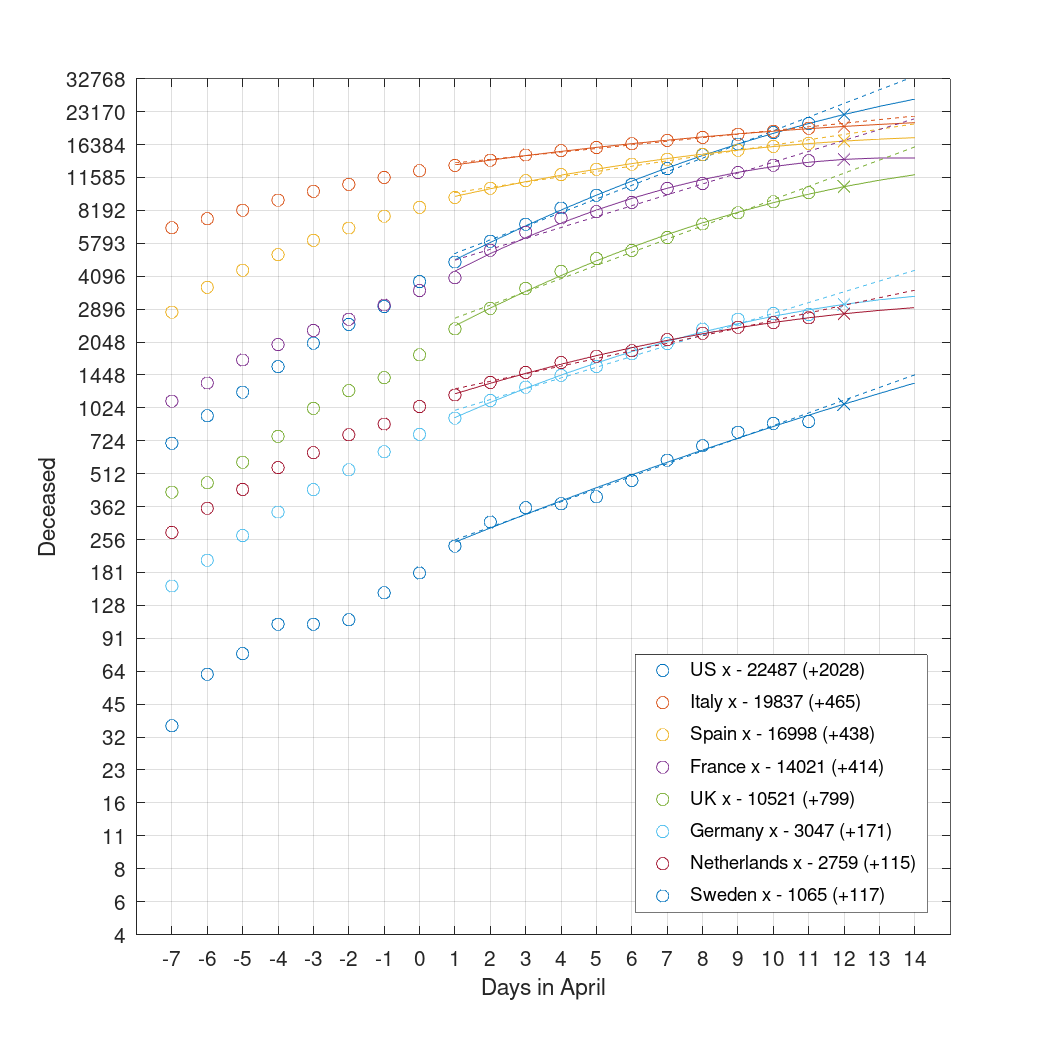 32768
23170
16384
11585
8192
5793
4096
2896
2048
1448
1024
724
512
362
256
181
128
91
64
45
32
23
16
11
8
6
4
Deceased
US x - 22487 (+2028)
Italy x - 19837 (+465)
Spain x - 16998 (+438)
France x - 14021 (+414)
UK x - 10521 (+799)
Germany x - 3047 (+171)
Netherlands x - 2759 (+115)
Sweden x - 1065 (+117)
-7 -6 -5 -4 -3 -2 -1 0 1 2 3 4 5 6 7 8 9 10 11 12 13 14
Days in April